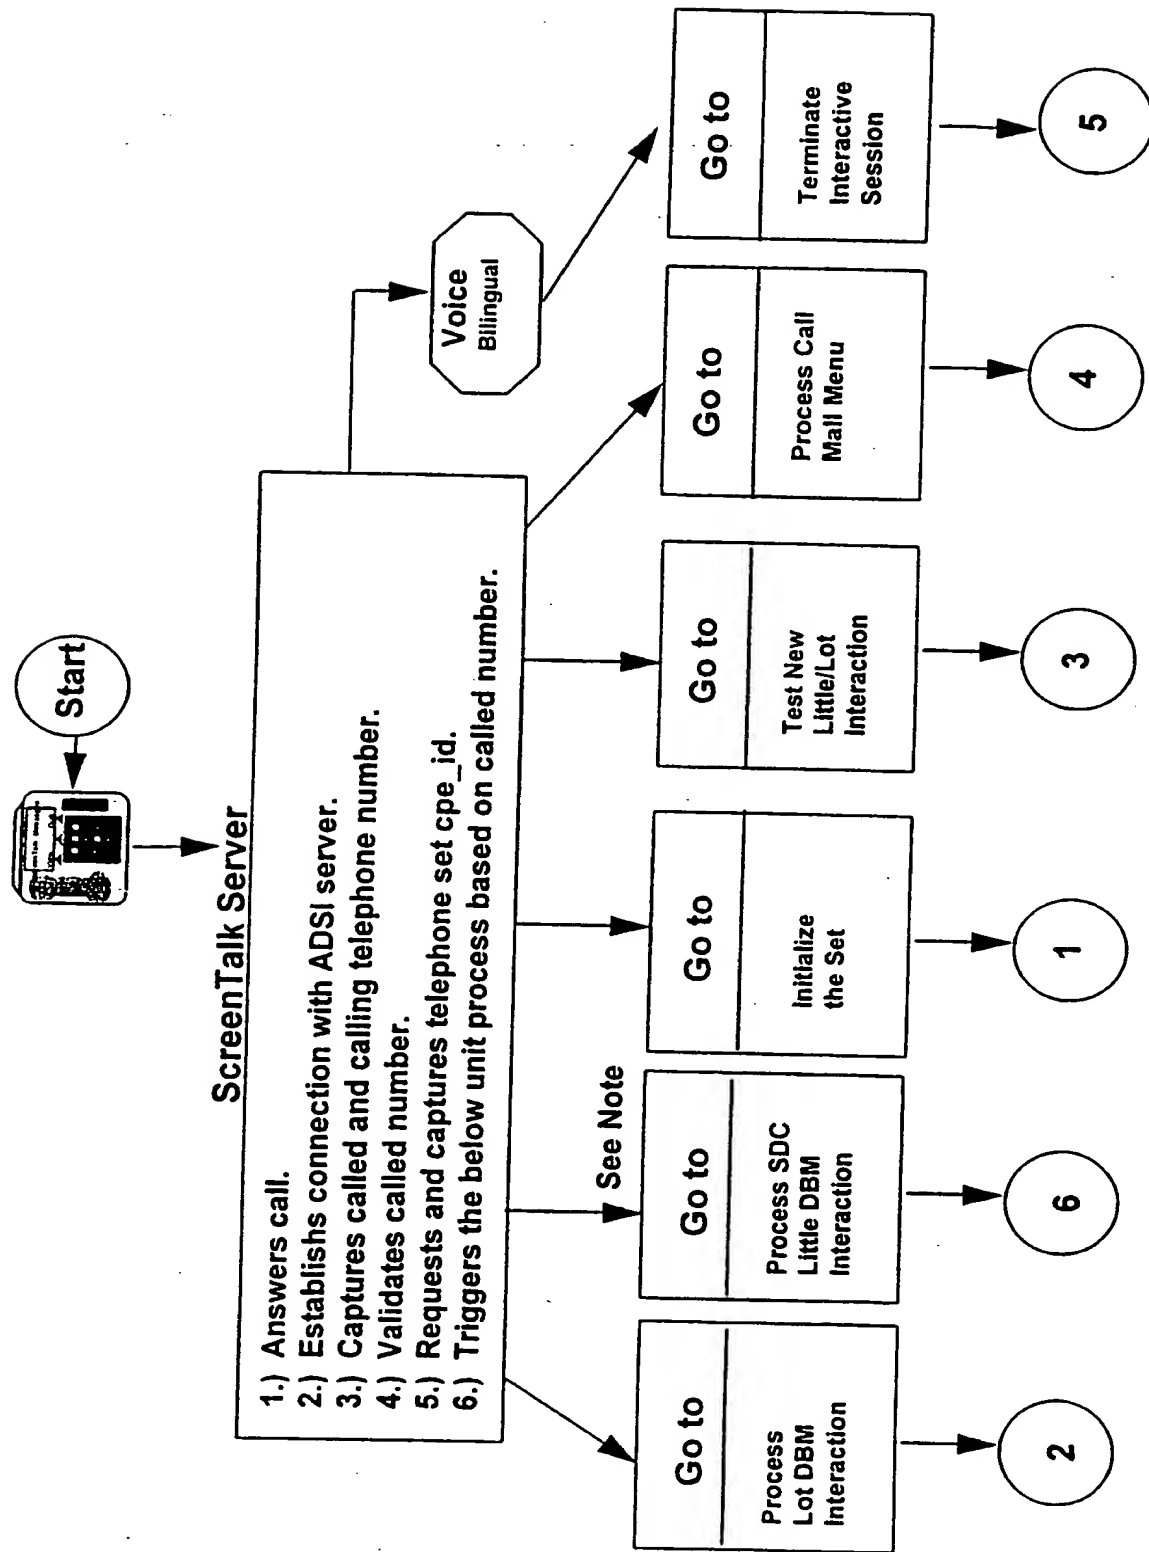 Start
ScreenTalk Server
1.) Answers call.
2.) Establishs connection with ADSI server.
3.) Captures called and calling telephone number.
4.) Validates called number.
5.) Requests and captures telephone set cpe_id.
6.) Triggers the below unit process based on called number.
Voice
Bilingual
See Note
Go to
Process
Lot DBM
Interaction
2
Go to
Process SDC
Little DBM
Interaction
6
Go to
Initialize
the Set
1
Go to
Test New
Little/Lot
Interaction
3
Go to
Process Call
Mall Menu
4
Go to
Terminate
Interactive
Session
5